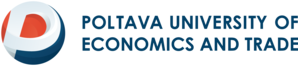 POLTAVA UNIVERSITY OF
ECONOMICS AND TRADE